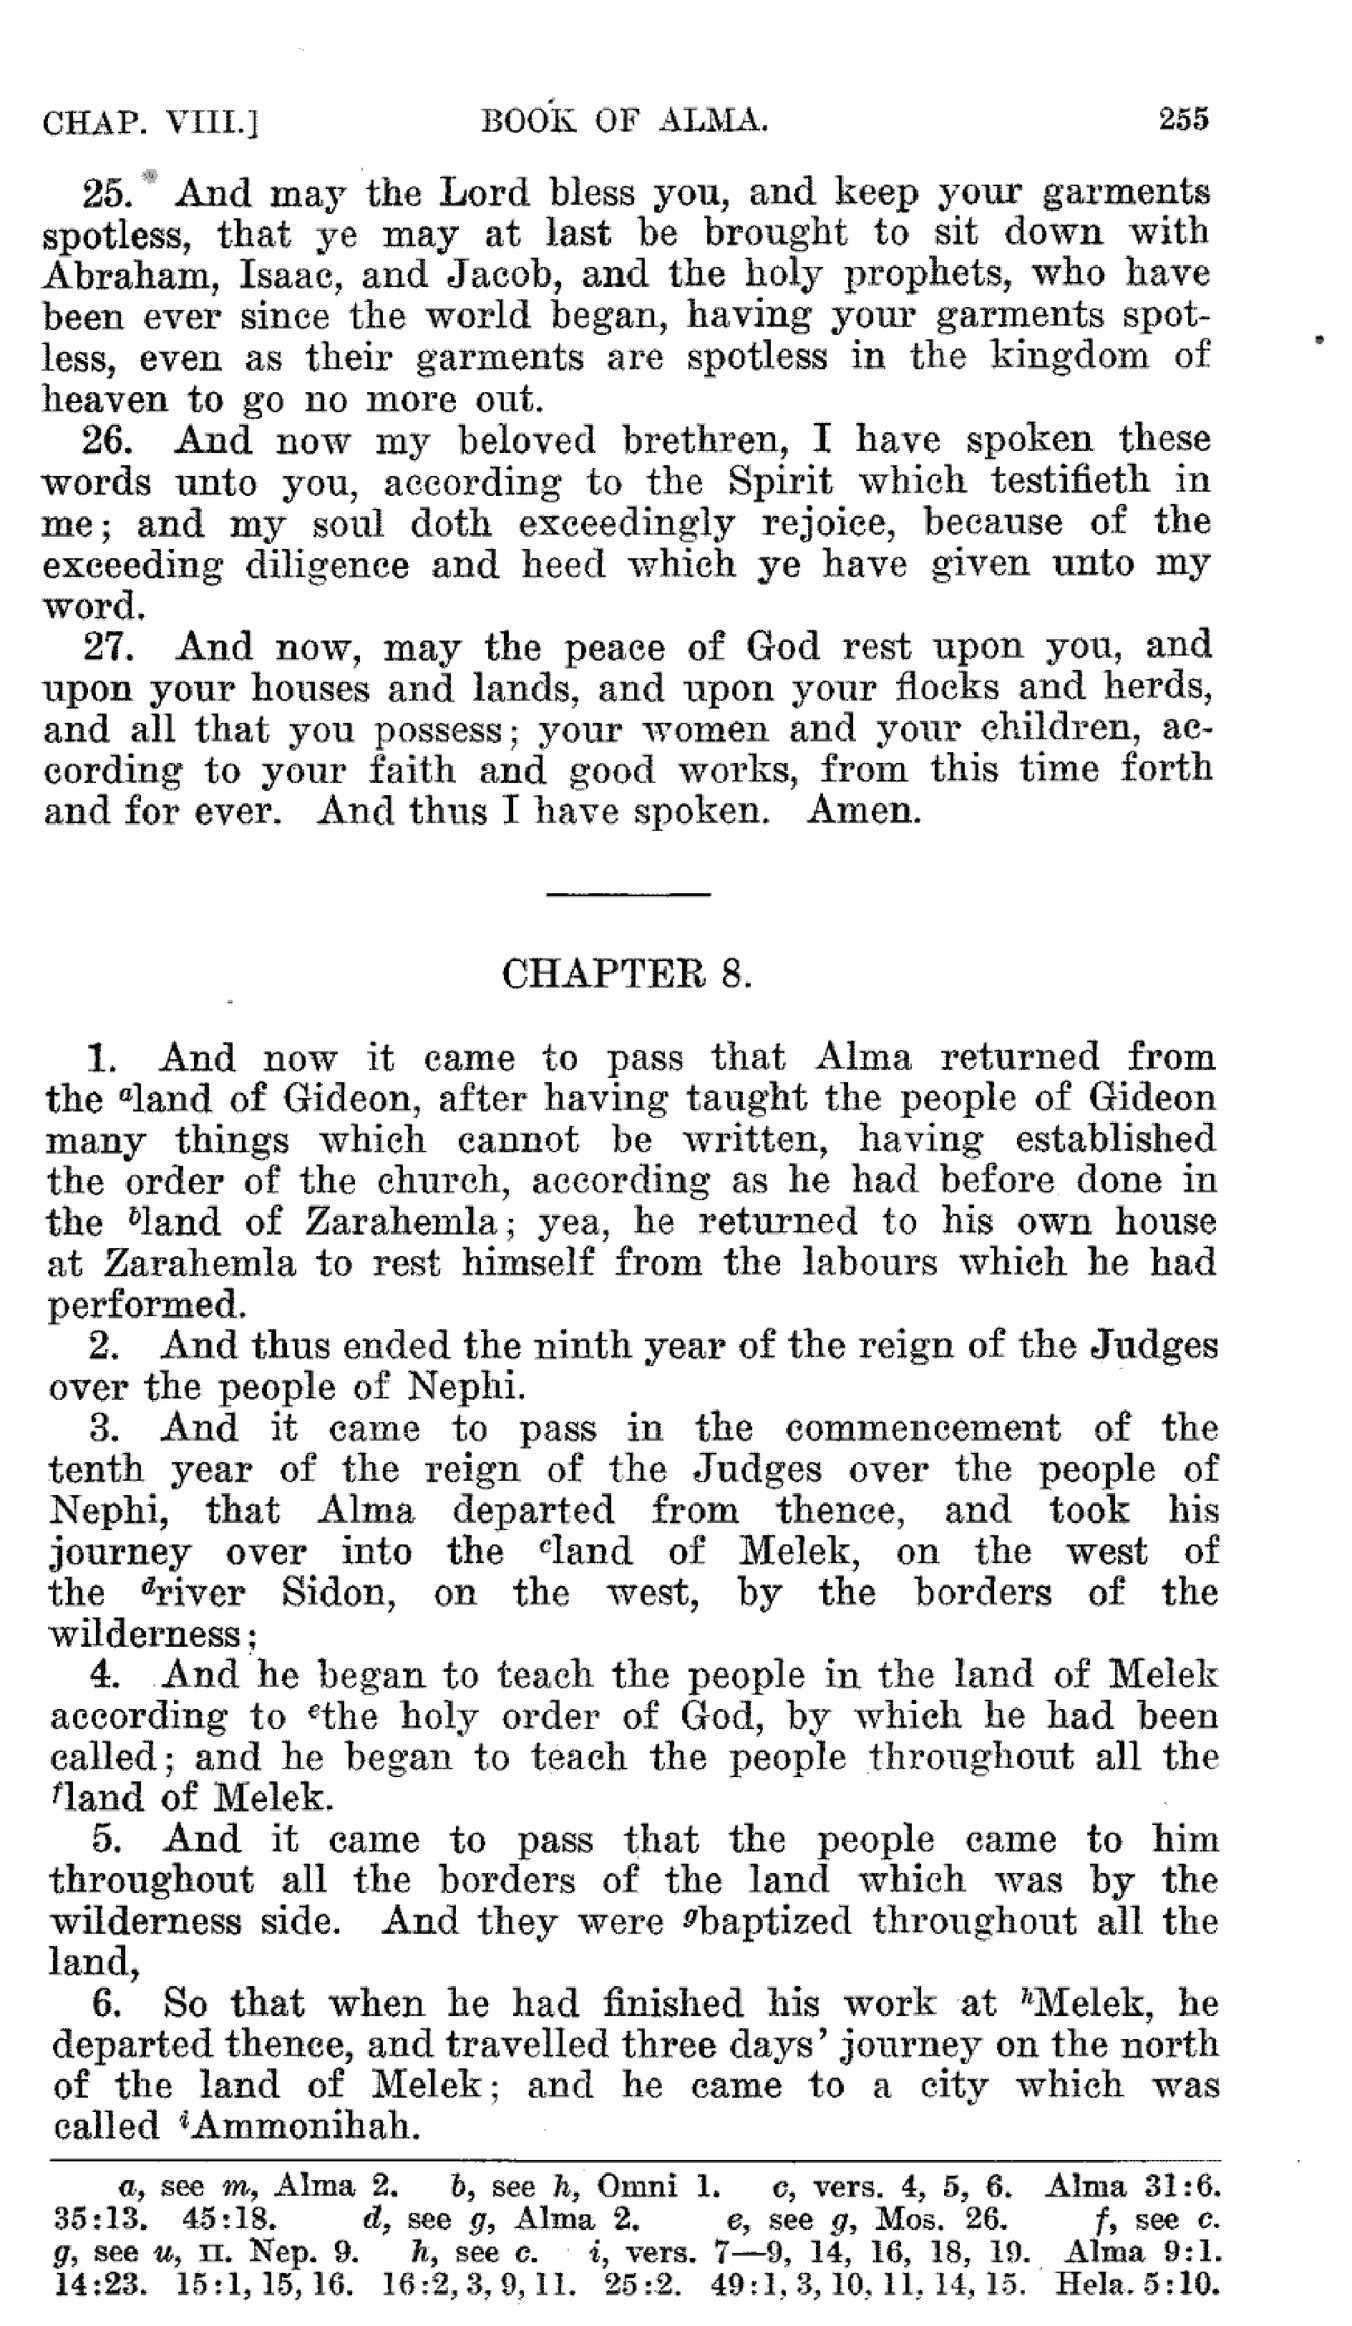 CHAP. VIII.] BOOK OF ALMA. 255
25. And may the Lord bless you, and keep your garments
spotless, that ye may at last be brought to sit down with
Abraham, Isaac, and Jacob, and the holy prophets, who have
been ever since the world began, having your garments spot-
less, even as their garments are spotless in the kingdom of
heaven to go no more out.
26. And now my beloved brethren, I have spoken these
words unto you, according to the Spirit which testifieth in
me; and my soul doth exceedingly rejoice, because of the
exceeding diligence and heed which ye have given unto my
word.
27. And now, may the peace of God rest upon you, and
upon your houses and lands, and upon your flocks and herds,
and all that you possess; your women and your children, ac-
cording to your faith and good works, from this time forth
and for ever. And thus I have spoken. Amen.
CHAPTER 8.
1. And now it came to pass that Alma returned from
the aland of Gideon, after having taught the people of Gideon
many things which cannot be written, having established
the order of the church, according as he had before done in
the bland of Zarahemla; yea, he returned to his own house
at Zarahemla to rest himself from the labours which he had
performed.
2. And thus ended the ninth year of the reign of the Judges
over the people of Nephi.
3. And it came to pass in the commencement of the
tenth year of the reign of the Judges over the people of
Nephi, that Alma departed from thence, and took his
journey over into the cland of Melek, on the west of
the driver Sidon, on the west, by the borders of the
wilderness;
4. And he began to teach the people in the land of Melek
according to ethe holy order of God, by which he had been
called; and he began to teach the people throughout all the
fland of Melek.
5. And it came to pass that the people came to him
throughout all the borders of the land which was by the
wilderness side. And they were gbaptized throughout all the
land,
6. So that when he had finished his work at hMelek, he
departed thence, and travelled three days' journey on the north
of the land of Melek; and he came to a city which was
called iAmmonihah.
a, see m, Alma 2. b, see h, Omni 1. c, vers. 4, 5, 6. Alma 31:6.
35:13. 45:18. d, see g, Alma 2. e, see g, Mos. 26. f, see c.
g, see u, II. Nep. 9. h, see c. i, vers. 7—9, 14, 16, 18, 19. Alma 9:1.
14:23. 15:1, 15, 16. 16:2, 3, 9, 11. 25:2. 49:1, 3, 10, 11, 14, 15. Hela. 5:10.